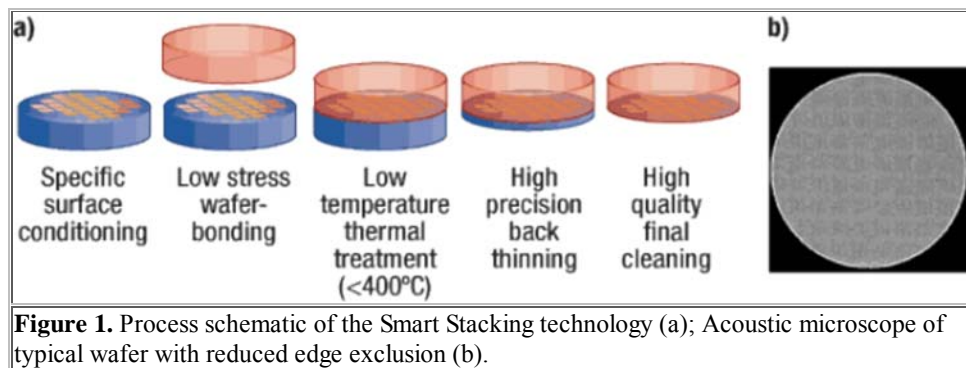 a)
b)
Specific
surface
conditioning
Low stress
wafer-
bonding
Low
temperature
thermal
treatment
(<400ºC)
High
precision
back
thinning
High
quality
final
cleaning
Figure 1. Process schematic of the Smart Stacking technology (a); Acoustic microscope of
typical wafer with reduced edge exclusion (b).